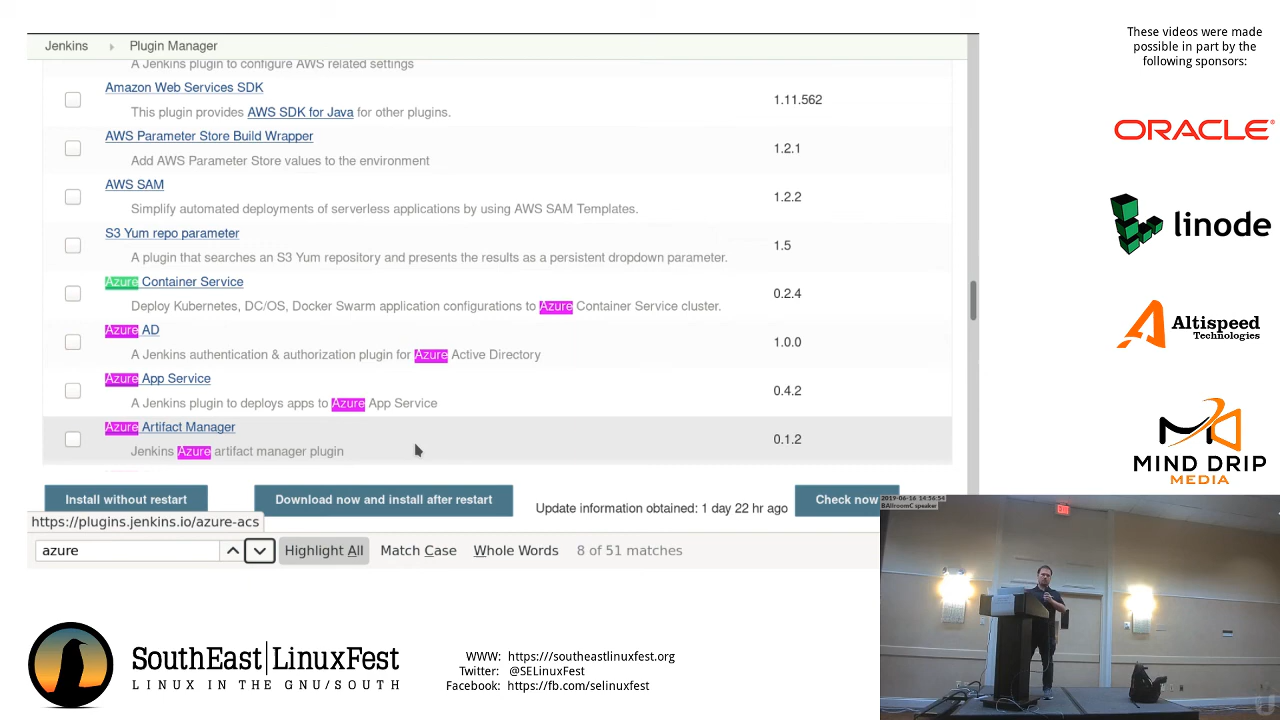 These videos were made
possible in part by the
following sponsors:
Jenkins
Plugin Manager
A Jenkins plugin to configure AWS related settings
Amazon Web Services SDK
1.11.562
This plugin provides AWS SDK for Java for other plugins.
AWS Parameter Store Build Wrapper
1.2.1
Add AWS Parameter Store values to the environment
AWS SAM
1.2.2
Simplify automated deployments of serverless applications by using AWS SAM Templates.
S3 Yum repo parameter
1.5
A plugin that searches an S3 Yum repository and presents the results as a persistent dropdown parameter.
Azure Container Service
0.2.4
Deploy Kubernetes, DC/OS, Docker Swarm application configurations to Azure Container Service cluster.
Azure AD
1.0.0
A Jenkins authentication & authorization plugin for Azure Active Directory
Azure App Service
0.4.2
A Jenkins plugin to deploys apps to Azure App Service
Azure Artifact Manager
0.1.2
Jenkins Azure artifact manager plugin
Install without restart
Download now and install after restart
Update information obtained: 1 day 22 hr ago
Check now
https://plugins.jenkins.io/azure-acs
azure
Highlight All
Match Case
Whole Words
8 of 51 matches
ORACLE®
linode
Altispeed
Technologies
MIND DRIP
MEDIA
2019-06-16 14:56:54
BAllroomC speaker
SouthEast|LinuxFest
LINUX IN THE GNU/SOUTH
WWW: https:///southeastlinuxfest.org
Twitter: @SELinuxFest
Facebook: https://fb.com/selinuxfest